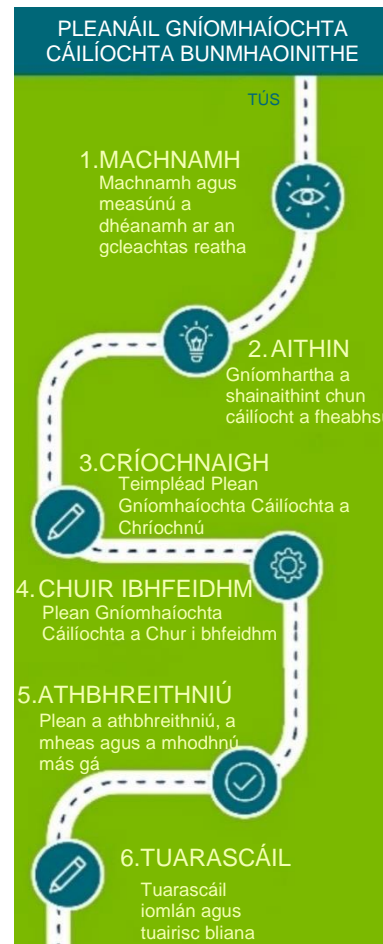 PLEANÁIL GNÍOMHAÍOCHTA
CÁILÍOCHTA BUNMHAOINITHE
TÚS
1.MACHNAMH
Machnamh agus
measúnú a
dhéanamh ar an
gcleachtas reatha
2.AITHIN
Gníomhartha a
shainaithint chun
cáilíocht a fheabhsú
3.CRÍOCHNAIGH
Teimpléad Plean
Gníomhaíochta Cáilíochta a
Chríochnú
4.CHUIR IBHFEIDHM
Plean Gníomhaíochta
Cáilíochta a Chur i bhfeidhm
5.ATHBHREITHNIÚ
Plean a athbhreithniú, a
mheas agus a mhodhnú
más gá
6.TUARASCÁIL
Tuarascáil
iomlán agus
tuairisc bliana